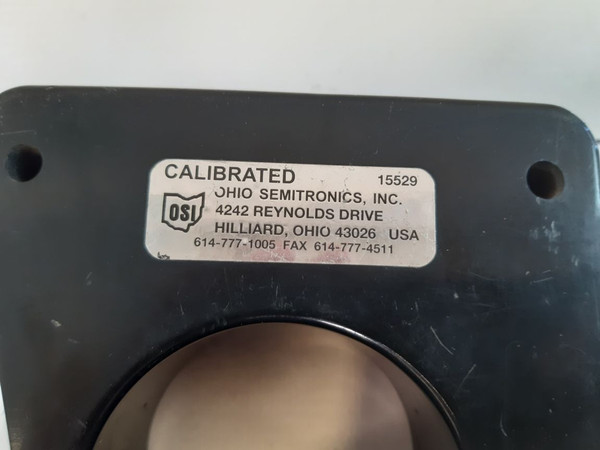 CALIBRATED 15529
OHIO SEMITRONICS, INC.
OSI 4242 REYNOLDS DRIVE
HILLIARD, OHIO 43026 USA
614-777-1005 FAX 614-777-4511